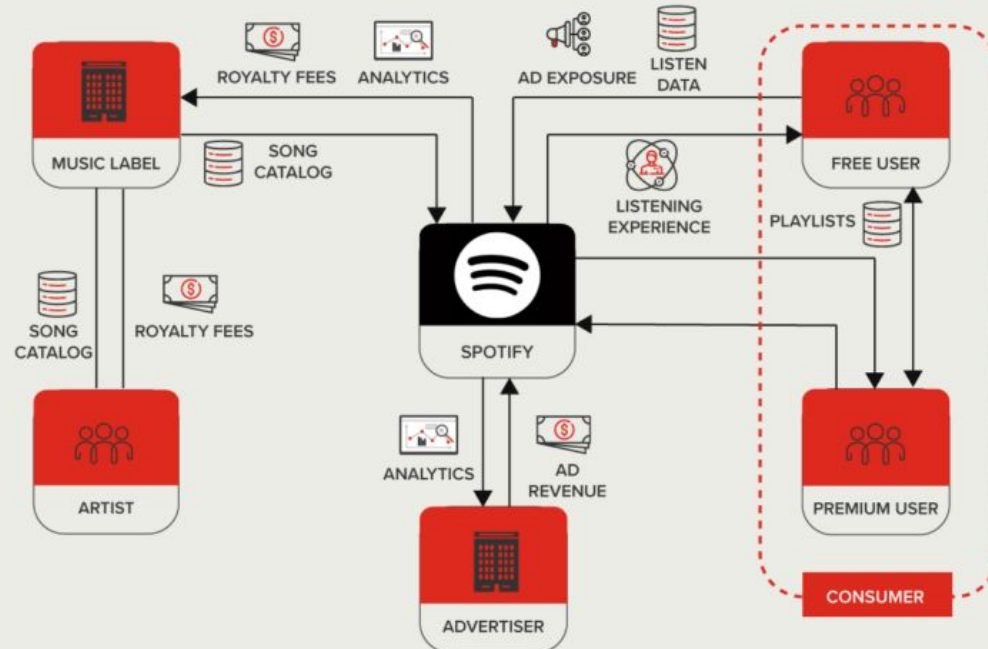 ROYALTY FEES
ANALYTICS
AD EXPOSURE
LISTEN
DATA
MUSIC LABEL
SONG
CATALOG
FREE USER
LISTENING
EXPERIENCE
PLAYLISTS
SONG
CATALOG
ROYALTY FEES
SPOTIFY
ANALYTICS
AD
REVENUE
ARTIST
PREMIUM USER
CONSUMER
ADVERTISER